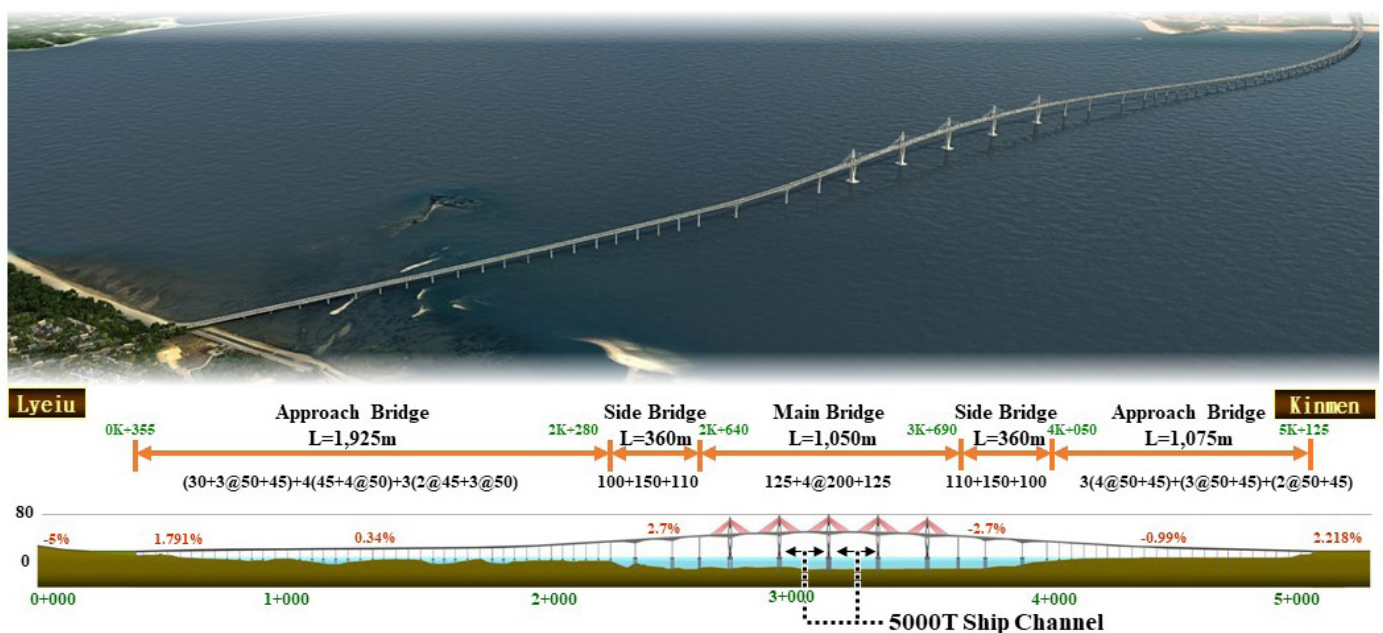 Lyeiu
Kinmen
Approach Bridge
L=1,925m
Side Bridge
L=360m
Main Bridge
L=1,050m
Side Bridge
L=360m
Approach Bridge
L=1,075m
0K+355
2K+280
2K+640
3K+690
4K+050
5K+125
(30+3@50+45)+4(45+4@50)+3(2@45+3@50)
100+150+110
125+4@200+125
110+150+100
3(4@50+45)+(3@50+45)+(2@50+45)
80
0
-5%
1.791%
0.34%
2.7%
-2.7%
-0.99%
2.218%
0+000
1+000
2+000
3+000
4+000
5+000
5000T Ship Channel